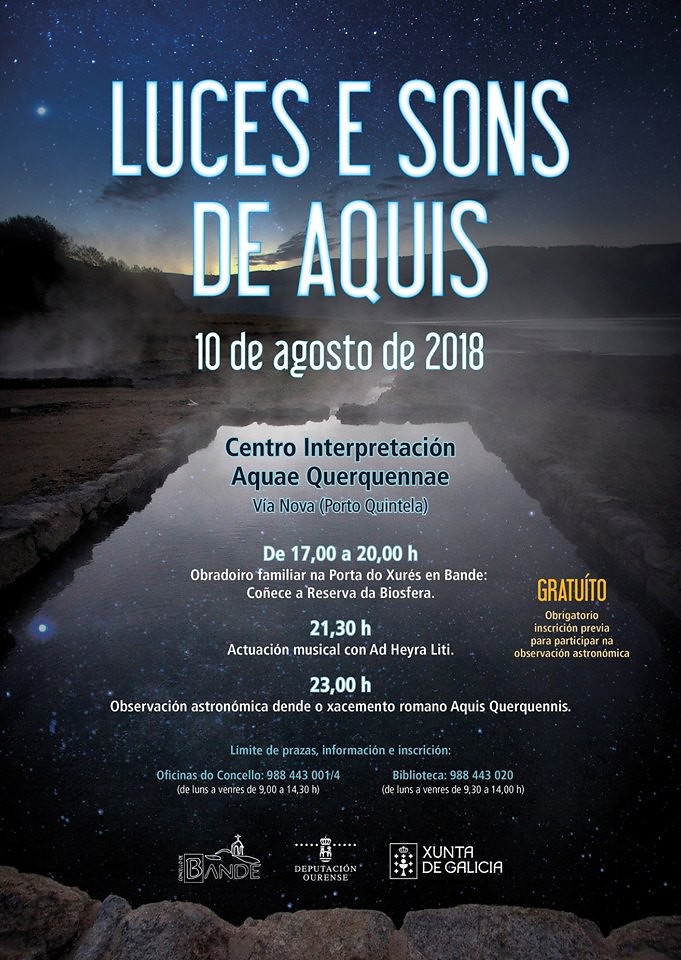 LUCES E SONS
DE AQUIS
10 de agosto de 2018
Centro Interpretación
Aquae Querquennae
Vía Nova (Porto Quintela)
De 17,00 a 20,00 h
Obradoiro familiar na Porta do Xurés en Bande:
Coñece a Reserva da Biosfera.
21,30 h
Actuación musical con Ad Heyra Liti.
23,00 h
Observación astronómica dende o xacemento romano Aquis Querquennis.
GRATUÍTO
Obrigatorio
inscrición previa
para participar na
observación astronómica
Límite de prazas, información e inscrición:
Oficinas do Concello: 988 443 001/4
(de luns a venres de 9,00 a 14,30 h)
Biblioteca: 988 443 020
(de luns a venres de 9,30 a 14,00 h)
CONCELLO DE
BANDE
DEPUTACIÓN
OURENSE
XUNTA
DE GALICIA